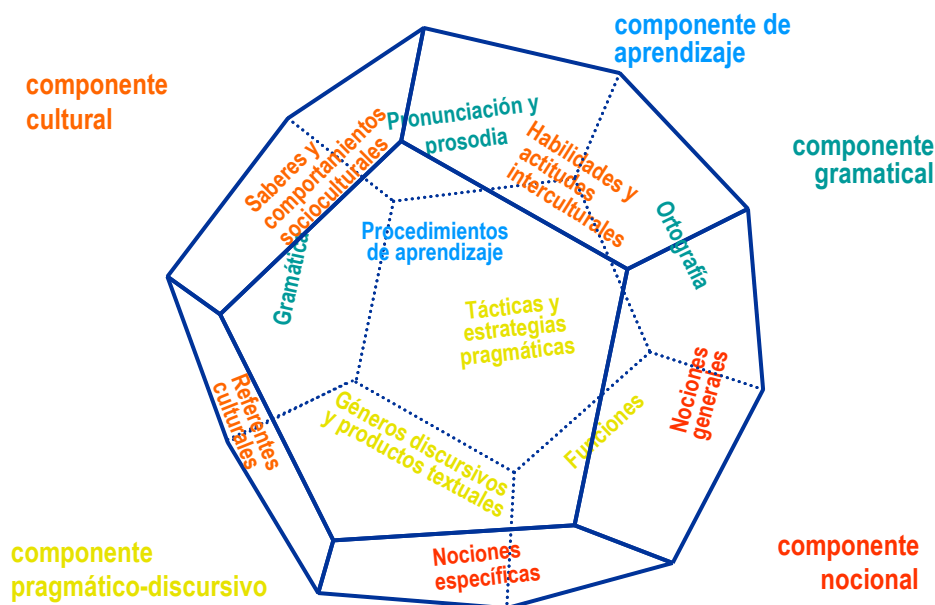 componente de
aprendizaje
componente
cultural
componente
gramatical
Pronunciación y
prosodia
Saberes y
comportamientos
socioculturales
Habilidades y
actitudes
interculturales
Ortografía
Procedimientos
de aprendizaje
Gramática
Tácticas y
estrategias
pragmáticas
Nociones
generales
Referentes
culturales
Géneros discursivos
y productos textuales
Funciones
Nociones
específicas
componente
pragmático-discursivo
componente
nocional